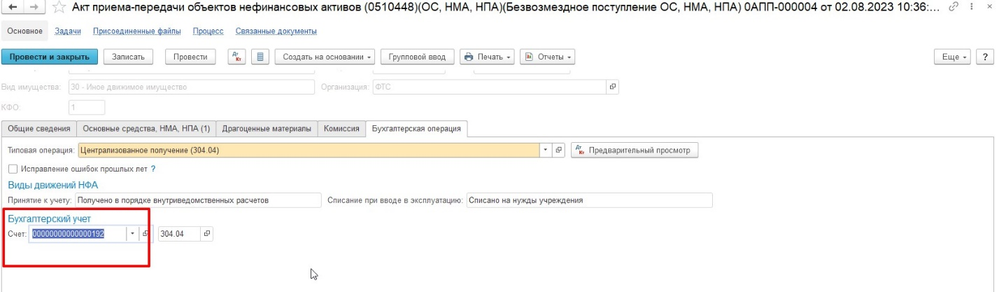 Акт приема-передачи объектов нефинансовых активов (0510448)(ОС, НМА, НПА)(Безвозмездное поступление ОС, НМА, НПА) 0АПП-000004 от 02.08.2023 10:36:...
Основное Задачи Присоединенные файлы Процесс Связанные документы
Провести и закрыть Записать Провести Дт Кт Создать на основании Групповой ввод Печать Отчеты Еще ?
Вид имущества: 30 - Иное движимое имущество Организация: ФТС
КФО: 1
Общие сведения Основные средства, НМА, НПА (1) Драгоценные материалы Комиссия Бухгалтерская операция
Типовая операция: Централизованное получение (304.04) Дт Кт Предварительный просмотр
Исправление ошибок прошлых лет ?
Виды движений НФА
Принятие к учету: Получено в порядке внутриведомственных расчетов Списание при вводе в эксплуатацию: Списано на нужды учреждения
Бухгалтерский учет
Счет: 00000000000000192 304.04